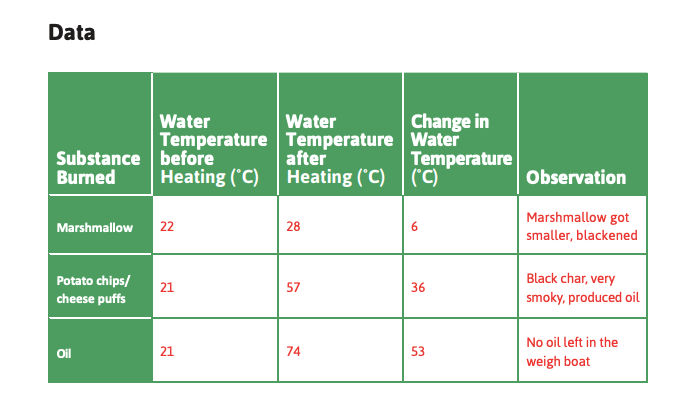 Data
Substance
Burned
Water
Temperature
before
Heating (˚C)
Water
Temperature
after
Heating (˚C)
Change in
Water
Temperature
(˚C)
Observation
Marshmallow
22
28
6
Marshmallow got
smaller, blackened
Potato chips/
cheese puffs
21
57
36
Black char, very
smoky, produced oil
Oil
21
74
53
No oil left in the
weigh boat